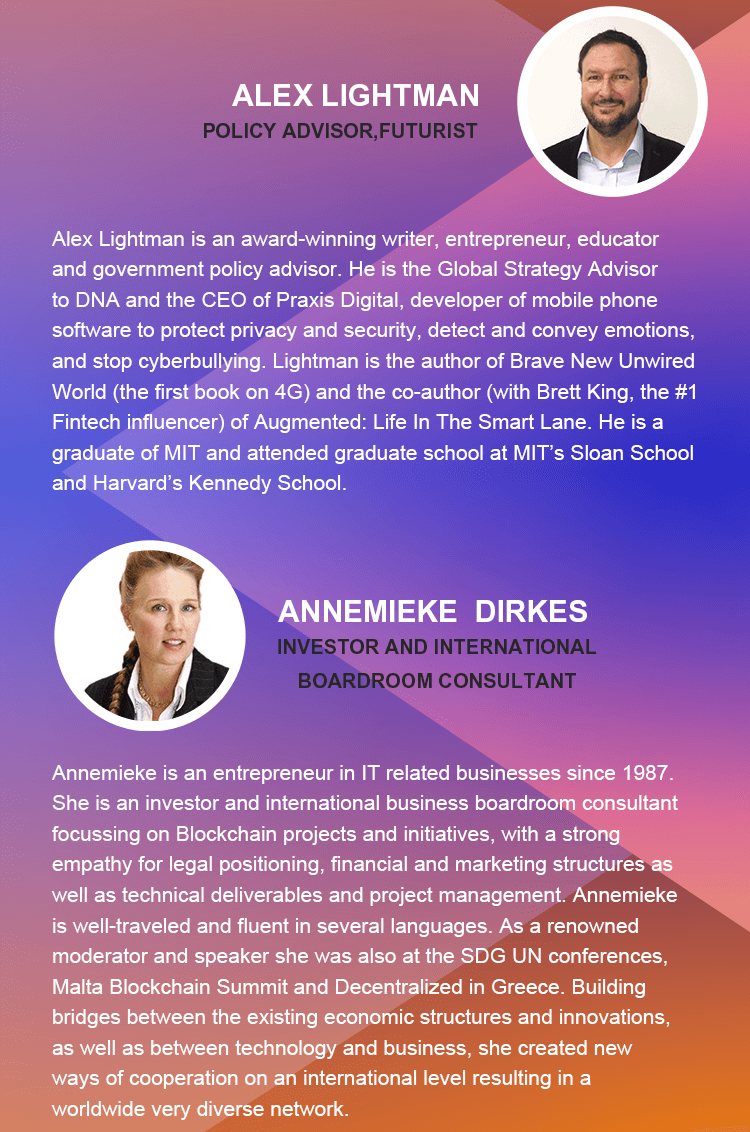 ALEX LIGHTMAN
POLICY ADVISOR,FUTURIST
Alex Lightman is an award-winning writer, entrepreneur, educator
and government policy advisor. He is the Global Strategy Advisor
to DNA and the CEO of Praxis Digital, developer of mobile phone
software to protect privacy and security, detect and convey emotions,
and stop cyberbullying. Lightman is the author of Brave New Unwired
World (the first book on 4G) and the co-author (with Brett King, the #1
Fintech influencer) of Augmented: Life In The Smart Lane. He is a
graduate of MIT and attended graduate school at MIT’s Sloan School
and Harvard’s Kennedy School.
ANNEMIEKE DIRKES
INVESTOR AND INTERNATIONAL
BOARDROOM CONSULTANT
Annemieke is an entrepreneur in IT related businesses since 1987.
She is an investor and international business boardroom consultant
focussing on Blockchain projects and initiatives, with a strong
empathy for legal positioning, financial and marketing structures as
well as technical deliverables and project management. Annemieke
is well-traveled and fluent in several languages. As a renowned
moderator and speaker she was also at the SDG UN conferences,
Malta Blockchain Summit and Decentralized in Greece. Building
bridges between the existing economic structures and innovations,
as well as between technology and business, she created new
ways of cooperation on an international level resulting in a
worldwide very diverse network.